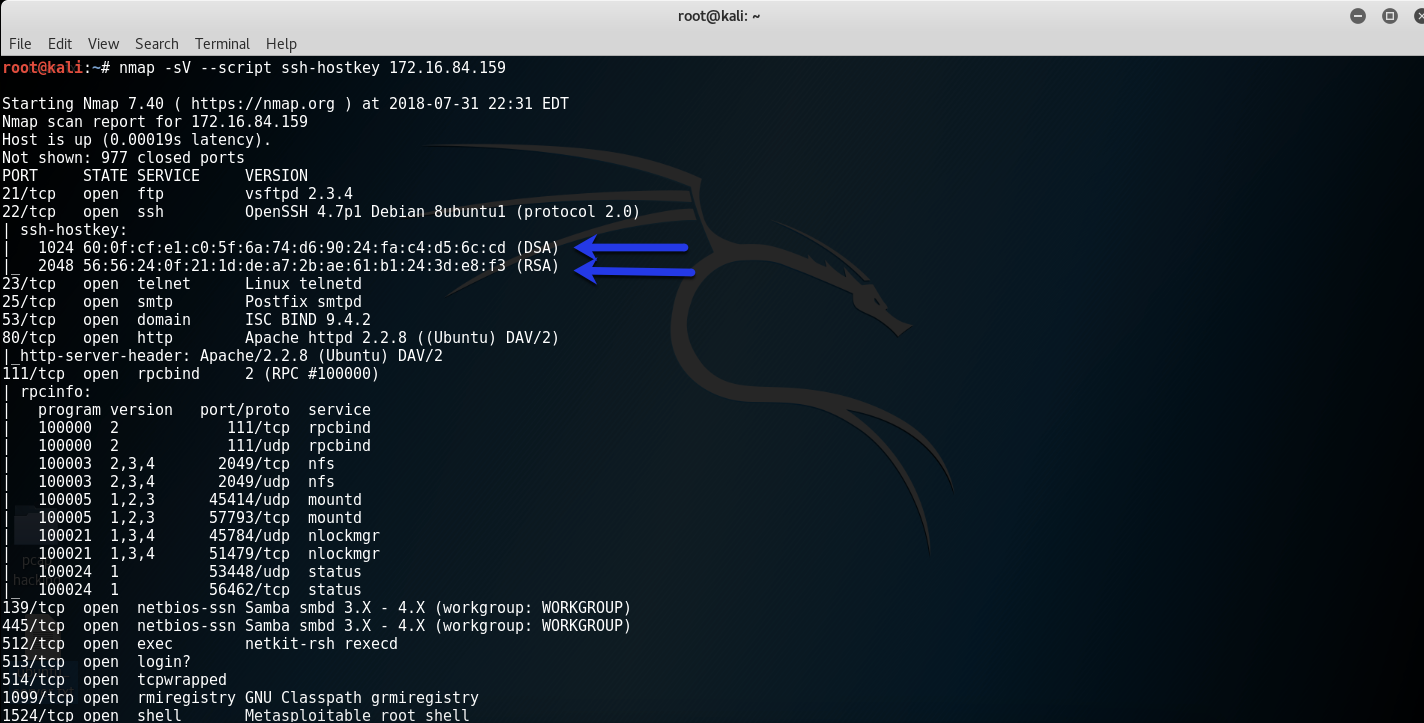 root@kali: ~
File Edit View Search Terminal Help
root@kali:~# nmap -sV --script ssh-hostkey 172.16.84.159
Starting Nmap 7.40 ( https://nmap.org ) at 2018-07-31 22:31 EDT
Nmap scan report for 172.16.84.159
Host is up (0.00019s latency).
Not shown: 977 closed ports
PORT     STATE SERVICE     VERSION
21/tcp   open  ftp         vsftpd 2.3.4
22/tcp   open  ssh         OpenSSH 4.7p1 Debian 8ubuntu1 (protocol 2.0)
| ssh-hostkey:
|   1024 60:0f:cf:e1:c0:5f:6a:74:d6:90:24:fa:c4:d5:6c:cd (DSA)
|_  2048 56:56:24:0f:21:1d:de:a7:2b:ae:61:b1:24:3d:e8:f3 (RSA)
23/tcp   open  telnet      Linux telnetd
25/tcp   open  smtp        Postfix smtpd
53/tcp   open  domain      ISC BIND 9.4.2
80/tcp   open  http        Apache httpd 2.2.8 ((Ubuntu) DAV/2)
|_http-server-header: Apache/2.2.8 (Ubuntu) DAV/2
111/tcp  open  rpcbind     2 (RPC #100000)
| rpcinfo:
|   program version   port/proto  service
|   100000  2            111/tcp  rpcbind
|   100000  2            111/udp  rpcbind
|   100003  2,3,4       2049/tcp  nfs
|   100003  2,3,4       2049/udp  nfs
|   100005  1,2,3      45414/udp  mountd
|   100005  1,2,3      57793/tcp  mountd
|   100021  1,3,4      45784/udp  nlockmgr
|   100021  1,3,4      51479/tcp  nlockmgr
|   100024  1          53448/udp  status
|_  100024  1          56462/tcp  status
139/tcp  open  netbios-ssn Samba smbd 3.X - 4.X (workgroup: WORKGROUP)
445/tcp  open  netbios-ssn Samba smbd 3.X - 4.X (workgroup: WORKGROUP)
512/tcp  open  exec        netkit-rsh rexecd
513/tcp  open  login?
514/tcp  open  tcpwrapped
1099/tcp open  rmiregistry GNU Classpath grmiregistry
1524/tcp open  shell       Metasploitable root shell